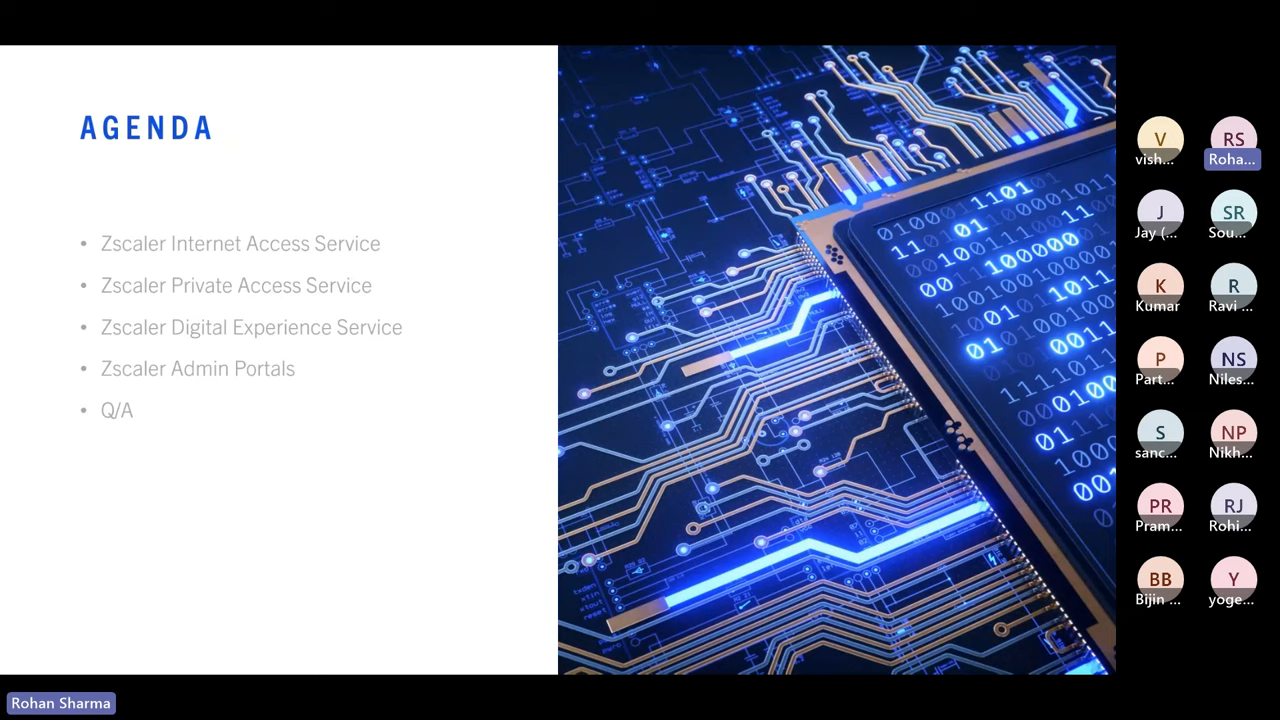 AGENDA
• Zscaler Internet Access Service
• Zscaler Private Access Service
• Zscaler Digital Experience Service
• Zscaler Admin Portals
• Q/A
01000 110101
V
vish...
RS
Roha...
J
Jay (...
SR
Sou...
K
Kumar
R
Ravi ...
P
Part...
NS
Niles...
S
sanc...
NP
Nikh...
PR
Pram...
RJ
Rohi...
BB
Bijin ...
Y
yoge...
Rohan Sharma